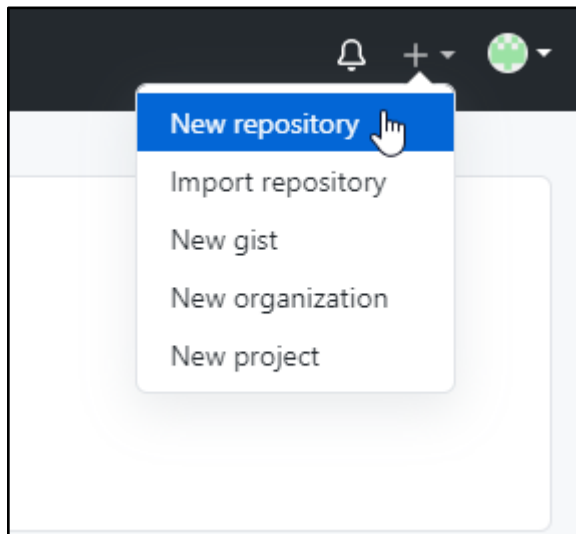 New repository
Import repository
New gist
New organization
New project